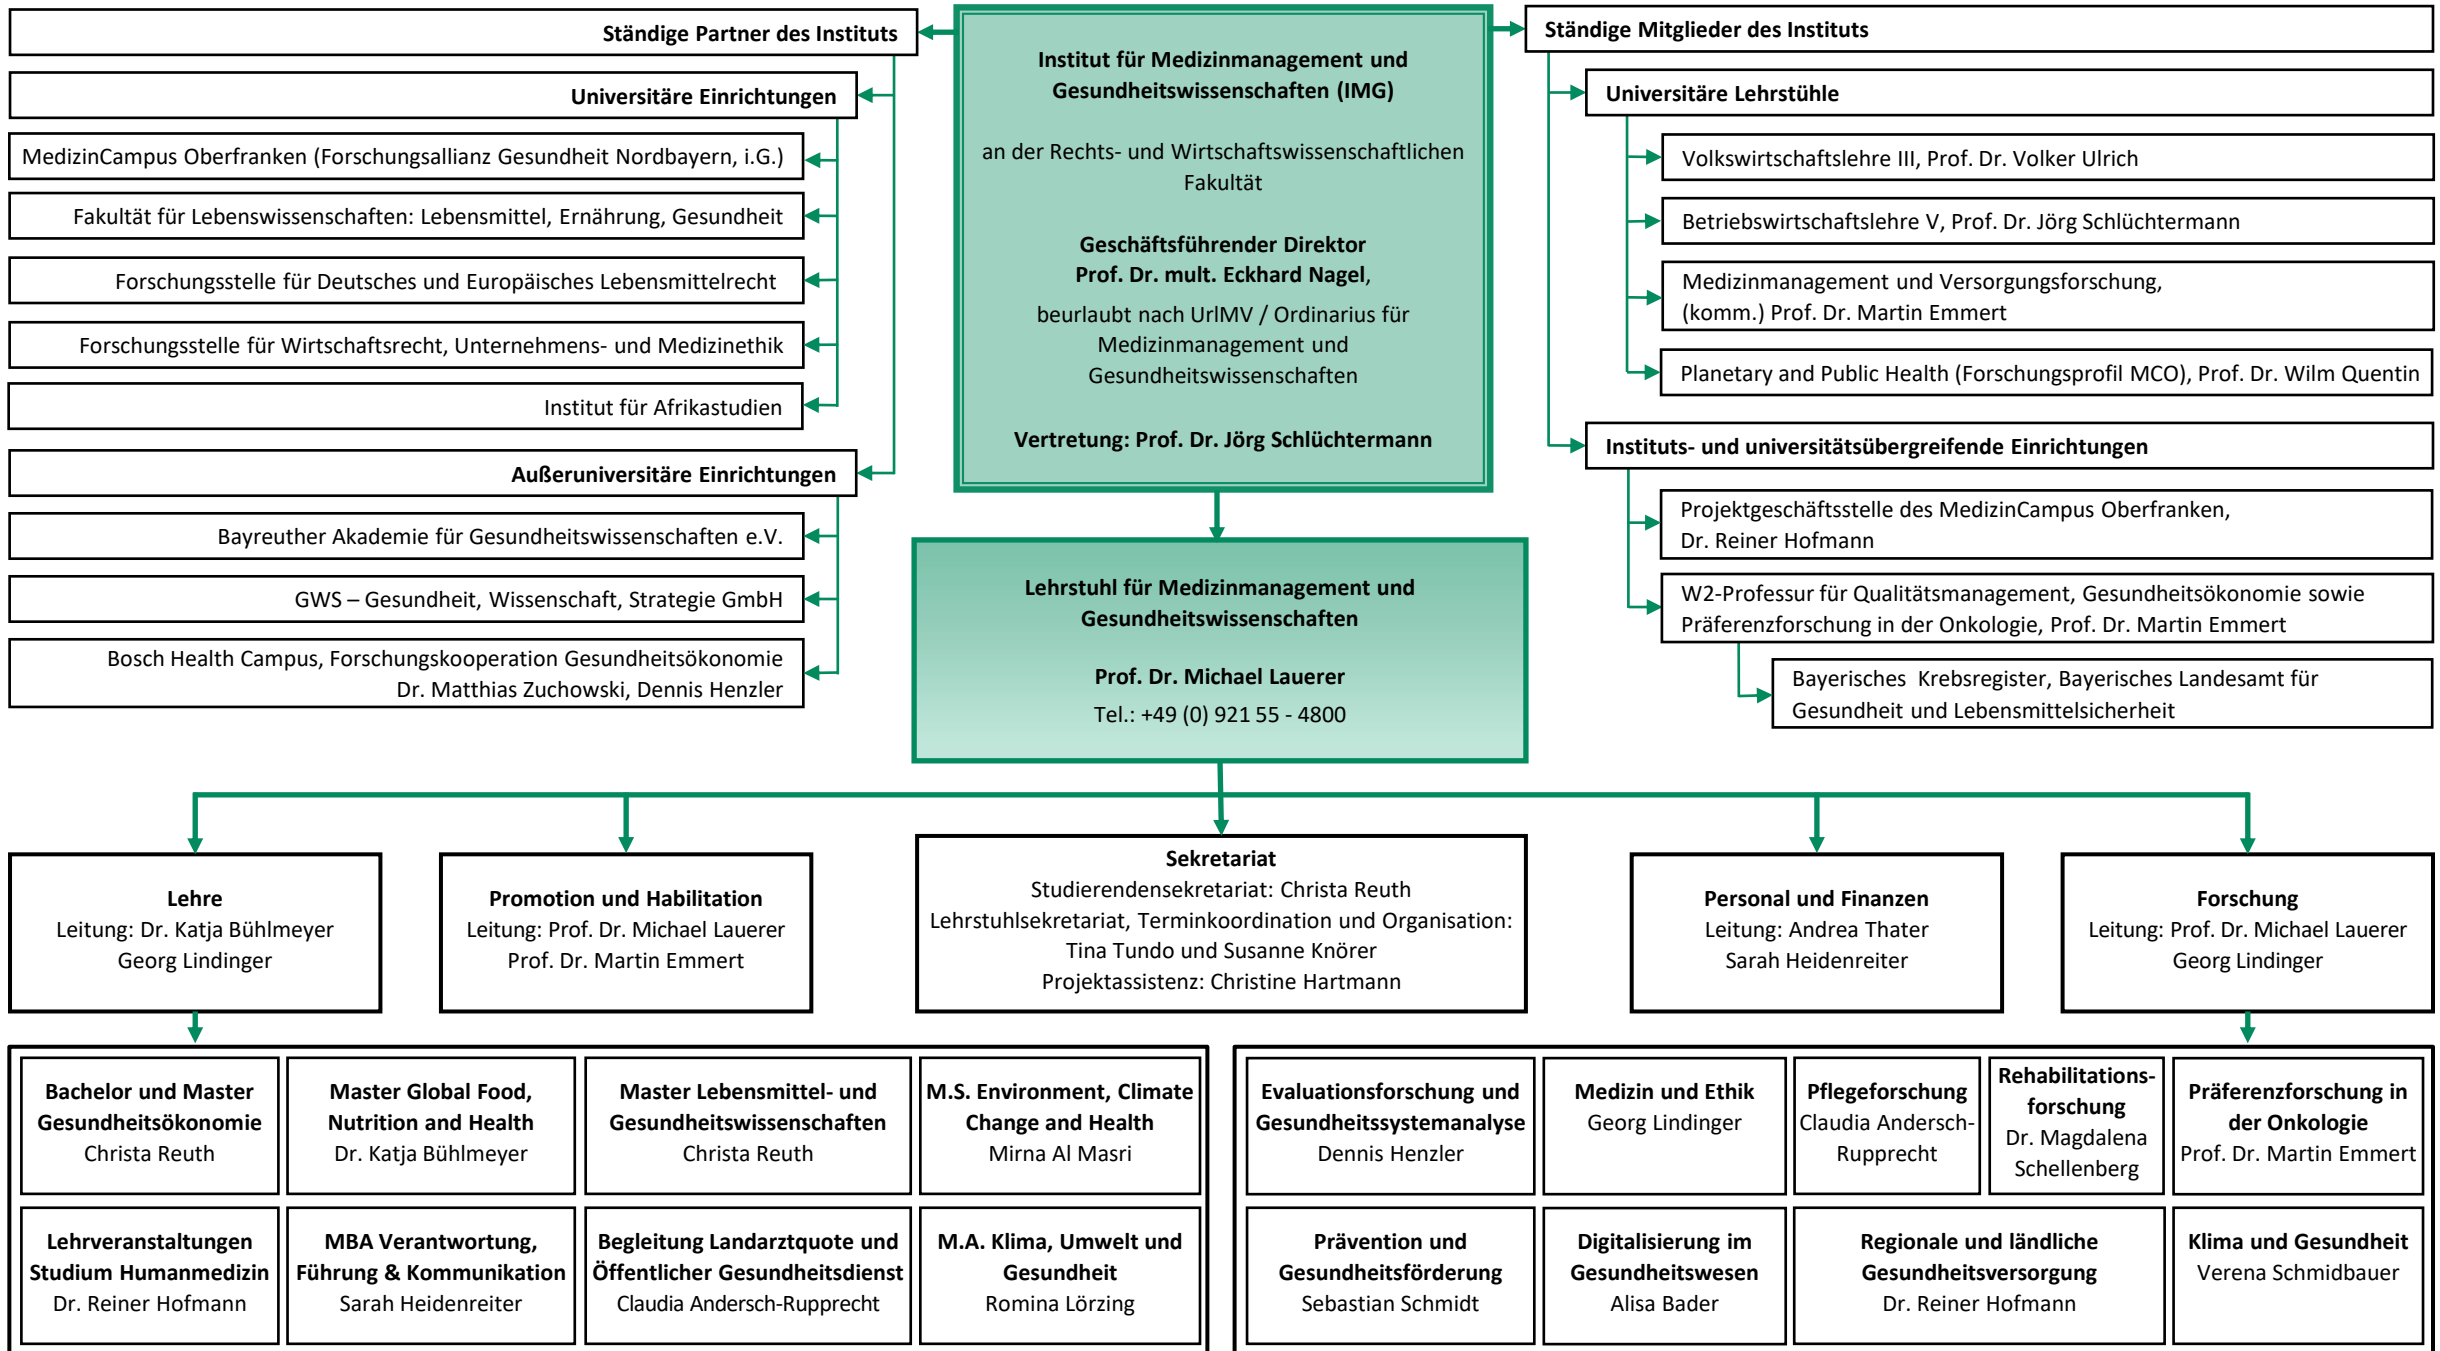 Ständige Partner des Instituts
Universitäre Einrichtungen
MedizinCampus Oberfranken (Forschungsallianz Gesundheit Nordbayern, i.G.)
Fakultät für Lebenswissenschaften: Lebensmittel, Ernährung, Gesundheit
Forschungsstelle für Deutsches und Europäisches Lebensmittelrecht
Forschungsstelle für Wirtschaftsrecht, Unternehmens- und Medizinethik
Institut für Afrikastudien
Außeruniversitäre Einrichtungen
Bayreuther Akademie für Gesundheitswissenschaften e.V.
GWS – Gesundheit, Wissenschaft, Strategie GmbH
Bosch Health Campus, Forschungskooperation Gesundheitsökonomie
Dr. Matthias Zuchowski, Dennis Henzler
Institut für Medizinmanagement und
Gesundheitswissenschaften (IMG)
an der Rechts- und Wirtschaftswissenschaftlichen
Fakultät
Geschäftsführender Direktor
Prof. Dr. mult. Eckhard Nagel,
beurlaubt nach UrlMV / Ordinarius für
Medizinmanagement und
Gesundheitswissenschaften
Vertretung: Prof. Dr. Jörg Schlüchtermann
Ständige Mitglieder des Instituts
Universitäre Lehrstühle
Volkswirtschaftslehre III, Prof. Dr. Volker Ulrich
Betriebswirtschaftslehre V, Prof. Dr. Jörg Schlüchtermann
Medizinmanagement und Versorgungsforschung,
(komm.) Prof. Dr. Martin Emmert
Planetary and Public Health (Forschungsprofil MCO), Prof. Dr. Wilm Quentin
Instituts- und universitätsübergreifende Einrichtungen
Projektgeschäftsstelle des MedizinCampus Oberfranken,
Dr. Reiner Hofmann
W2-Professur für Qualitätsmanagement, Gesundheitsökonomie sowie
Präferenzforschung in der Onkologie, Prof. Dr. Martin Emmert
Bayerisches Krebsregister, Bayerisches Landesamt für
Gesundheit und Lebensmittelsicherheit
Lehrstuhl für Medizinmanagement und
Gesundheitswissenschaften
Prof. Dr. Michael Lauerer
Tel.: +49 (0) 921 55 - 4800
Lehre
Leitung: Dr. Katja Bühlmeyer
Georg Lindinger
Promotion und Habilitation
Leitung: Prof. Dr. Michael Lauerer
Prof. Dr. Martin Emmert
Sekretariat
Studierendensekretariat: Christa Reuth
Lehrstuhlsekretariat, Terminkoordination und Organisation:
Tina Tundo und Susanne Knörer
Projektassistenz: Christine Hartmann
Personal und Finanzen
Leitung: Andrea Thater
Sarah Heidenreiter
Forschung
Leitung: Prof. Dr. Michael Lauerer
Georg Lindinger
Bachelor und Master
Gesundheitsökonomie
Christa Reuth
Master Global Food,
Nutrition and Health
Dr. Katja Bühlmeyer
Master Lebensmittel- und
Gesundheitswissenschaften
Christa Reuth
M.S. Environment, Climate
Change and Health
Mirna Al Masri
Lehrveranstaltungen
Studium Humanmedizin
Dr. Reiner Hofmann
MBA Verantwortung,
Führung & Kommunikation
Sarah Heidenreiter
Begleitung Landarztquote und
Öffentlicher Gesundheitsdienst
Claudia Andersch-Rupprecht
M.A. Klima, Umwelt und
Gesundheit
Romina Lörzing
Evaluationsforschung und
Gesundheitssystemanalyse
Dennis Henzler
Medizin und Ethik
Georg Lindinger
Pflegeforschung
Claudia Andersch-
Rupprecht
Rehabilitations-
forschung
Dr. Magdalena
Schellenberg
Präferenzforschung in
der Onkologie
Prof. Dr. Martin Emmert
Prävention und
Gesundheitsförderung
Sebastian Schmidt
Digitalisierung im
Gesundheitswesen
Alisa Bader
Regionale und ländliche
Gesundheitsversorgung
Dr. Reiner Hofmann
Klima und Gesundheit
Verena Schmidbauer